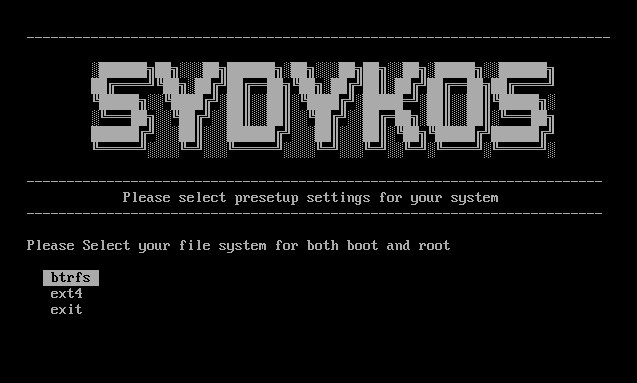 SYDYKOS
Please select presetup settings for your system
Please Select your file system for both boot and root
btrfs
ext4
exit